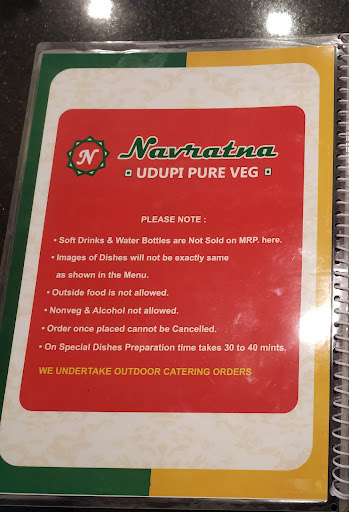 N Navratna
UDUPI PURE VEG
PLEASE NOTE :
• Soft Drinks & Water Bottles are Not Sold on MRP. here.
• Images of Dishes will not be exactly same
as shown in the Menu.
• Outside food is not allowed.
• Nonveg & Alcohol not allowed.
• Order once placed cannot be Cancelled.
• On Special Dishes Preparation time takes 30 to 40 mints.
WE UNDERTAKE OUTDOOR CATERING ORDERS